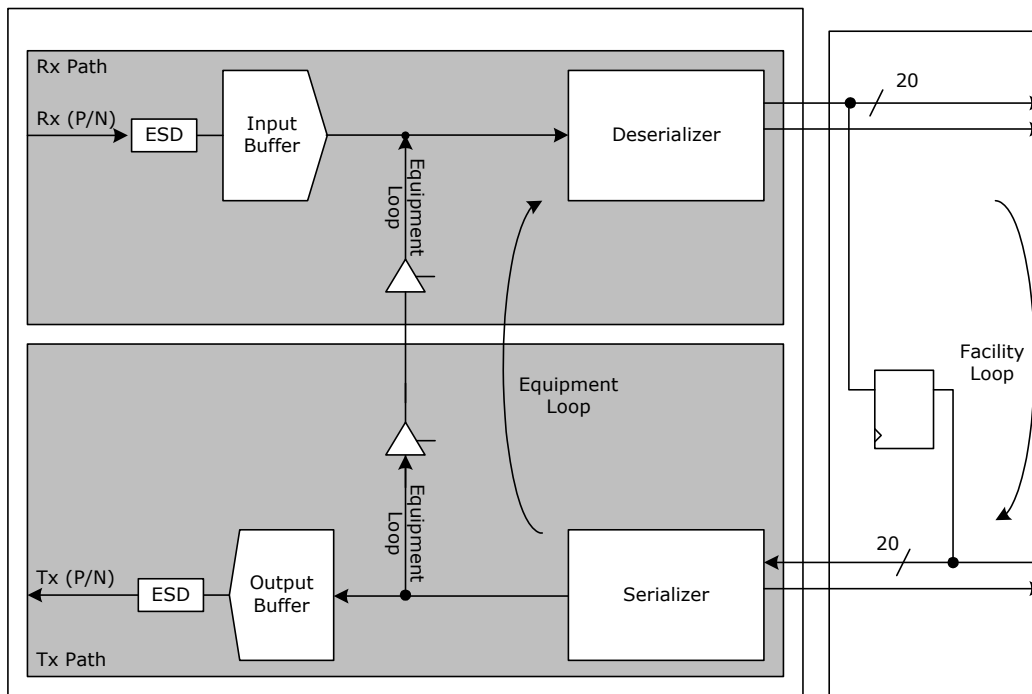 Rx Path
20
Rx (P/N)
ESD
Input
Buffer
Deserializer
Equipment
Loop
Equipment
Loop
Facility
Loop
Equipment
Loop
20
Tx (P/N)
ESD
Output
Buffer
Serializer
Tx Path